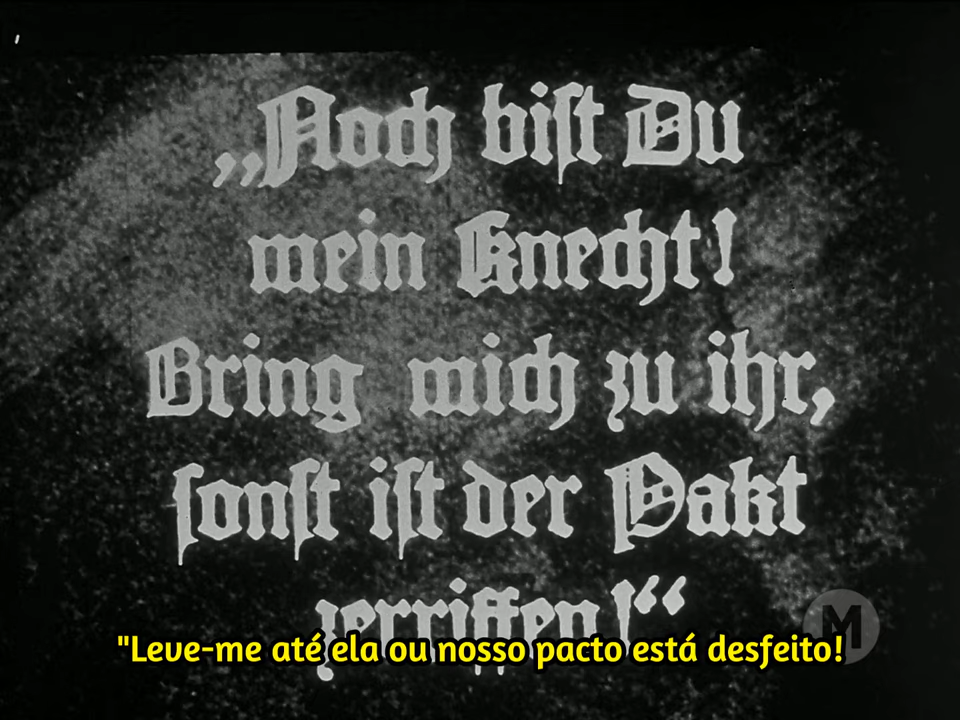 „Noch biſt Du
mein Knecht!
Bring mich zu ihr,
ſonſt iſt der Pakt
zerriſſen!“
"Leve-me até ela ou nosso pacto está desfeito!
M